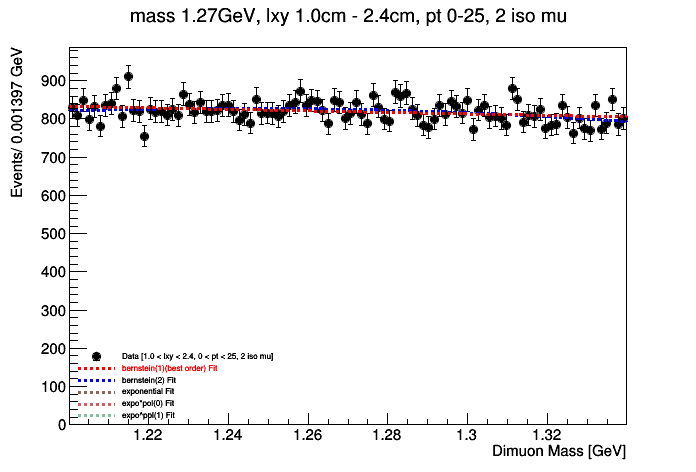 mass 1.27GeV, lxy 1.0cm - 2.4cm, pt 0-25, 2 iso mu
Events/ 0.001397 GeV
900
800
700
600
500
400
300
200
100
0
Data [1.0 < lxy < 2.4, 0 < pt < 25, 2 iso mu]
bernstein(1)(best order) Fit
bernstein(2) Fit
exponential Fit
expo*pol(0) Fit
expo*pol(1) Fit
1.22
1.24
1.26
1.28
1.3
1.32
Dimuon Mass [GeV]